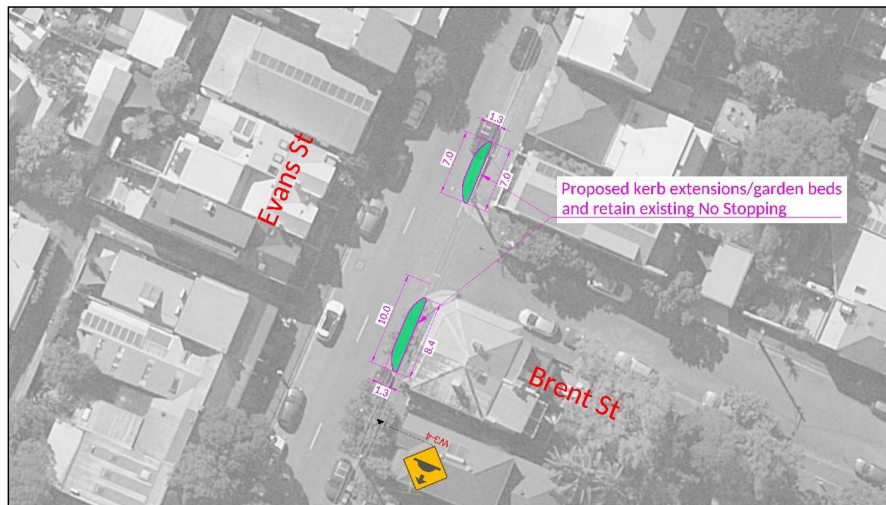 1.3
7.0
7.0
Evans St
Proposed kerb extensions/garden beds
and retain existing No Stopping
10.0
8.4
1.3
Brent St
W3-4